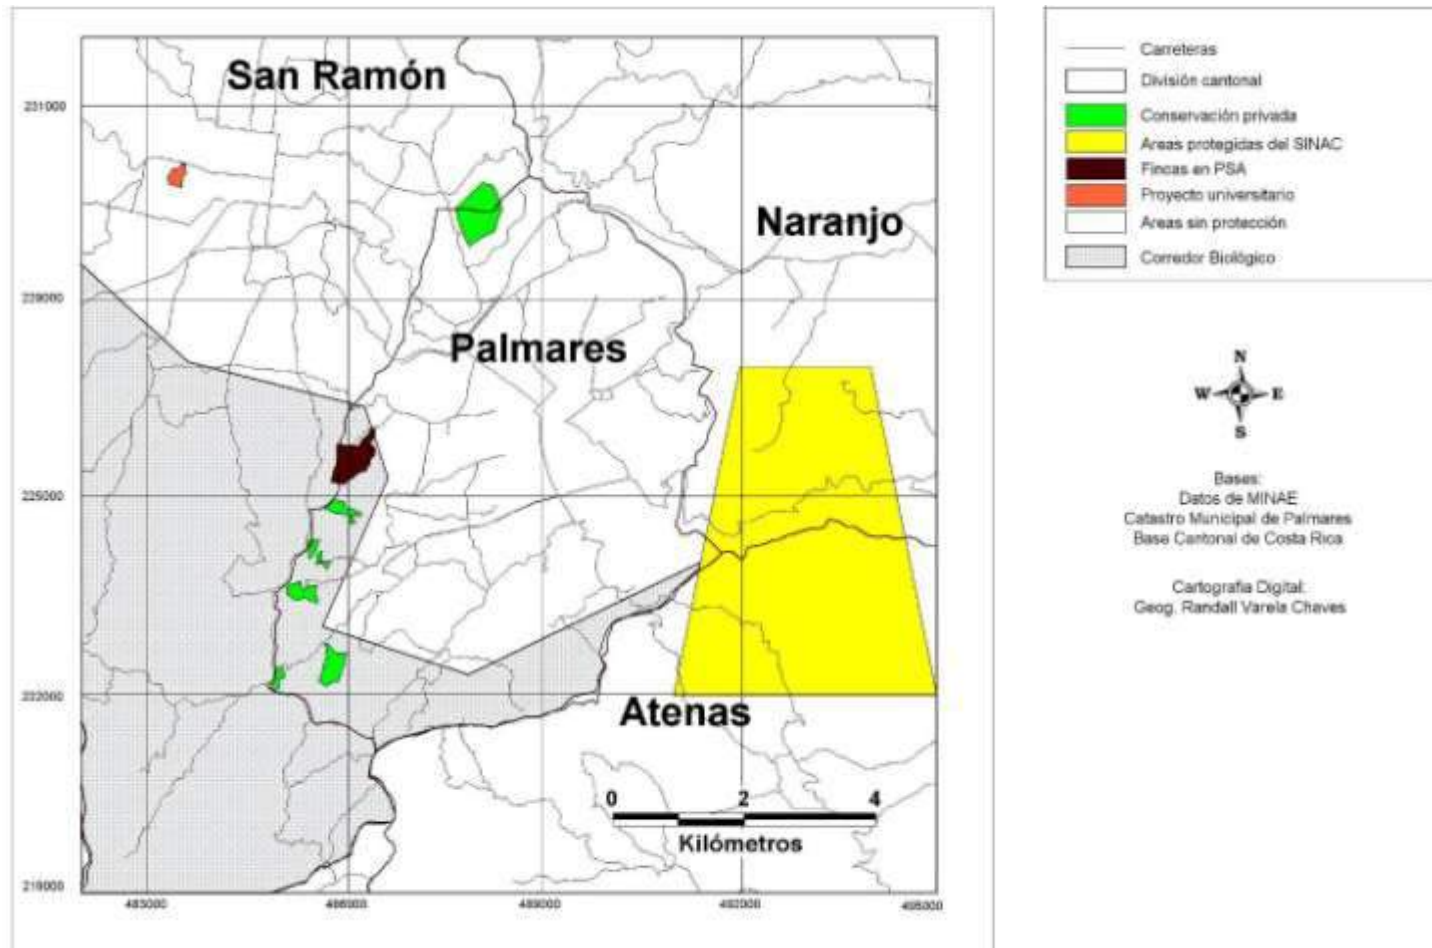 San Ramón
Naranjo
Palmares
Atenas
231000
228000
225000
222000
219000
483000
486000
489000
492000
495000
0 2 4
Kilómetros
Carreteras
División cantonal
Conservación privada
Areas protegidas del SINAC
Fincas en PSA
Proyecto universitario
Areas sin protección
Corredor Biológico
N
W E
S
Bases:
Datos de MINAE
Catastro Municipal de Palmares
Base Cantonal de Costa Rica
Cartografia Digital:
Geog. Randall Varela Chaves